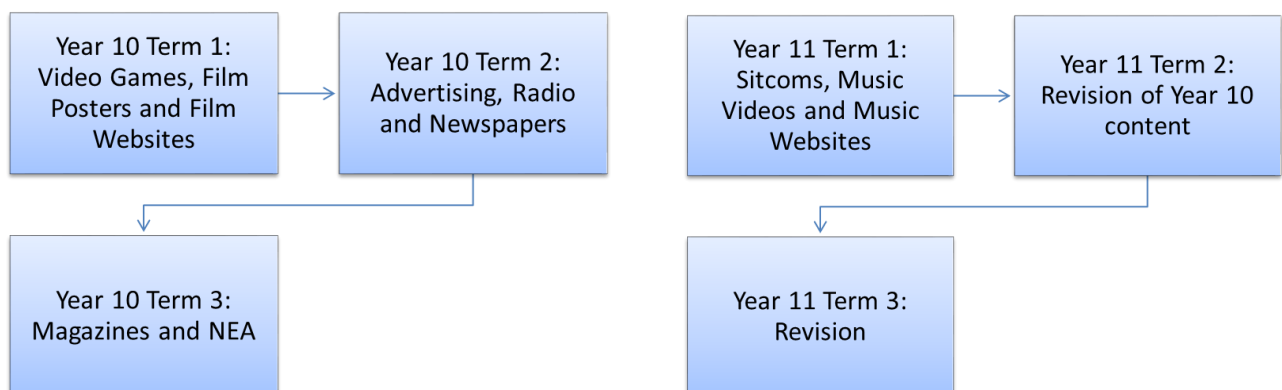 Year 10 Term 1:
Video Games, Film
Posters and Film
Websites
Year 10 Term 2:
Advertising, Radio
and Newspapers
Year 10 Term 3:
Magazines and NEA
Year 11 Term 1:
Sitcoms, Music
Videos and Music
Websites
Year 11 Term 2:
Revision of Year 10
content
Year 11 Term 3:
Revision